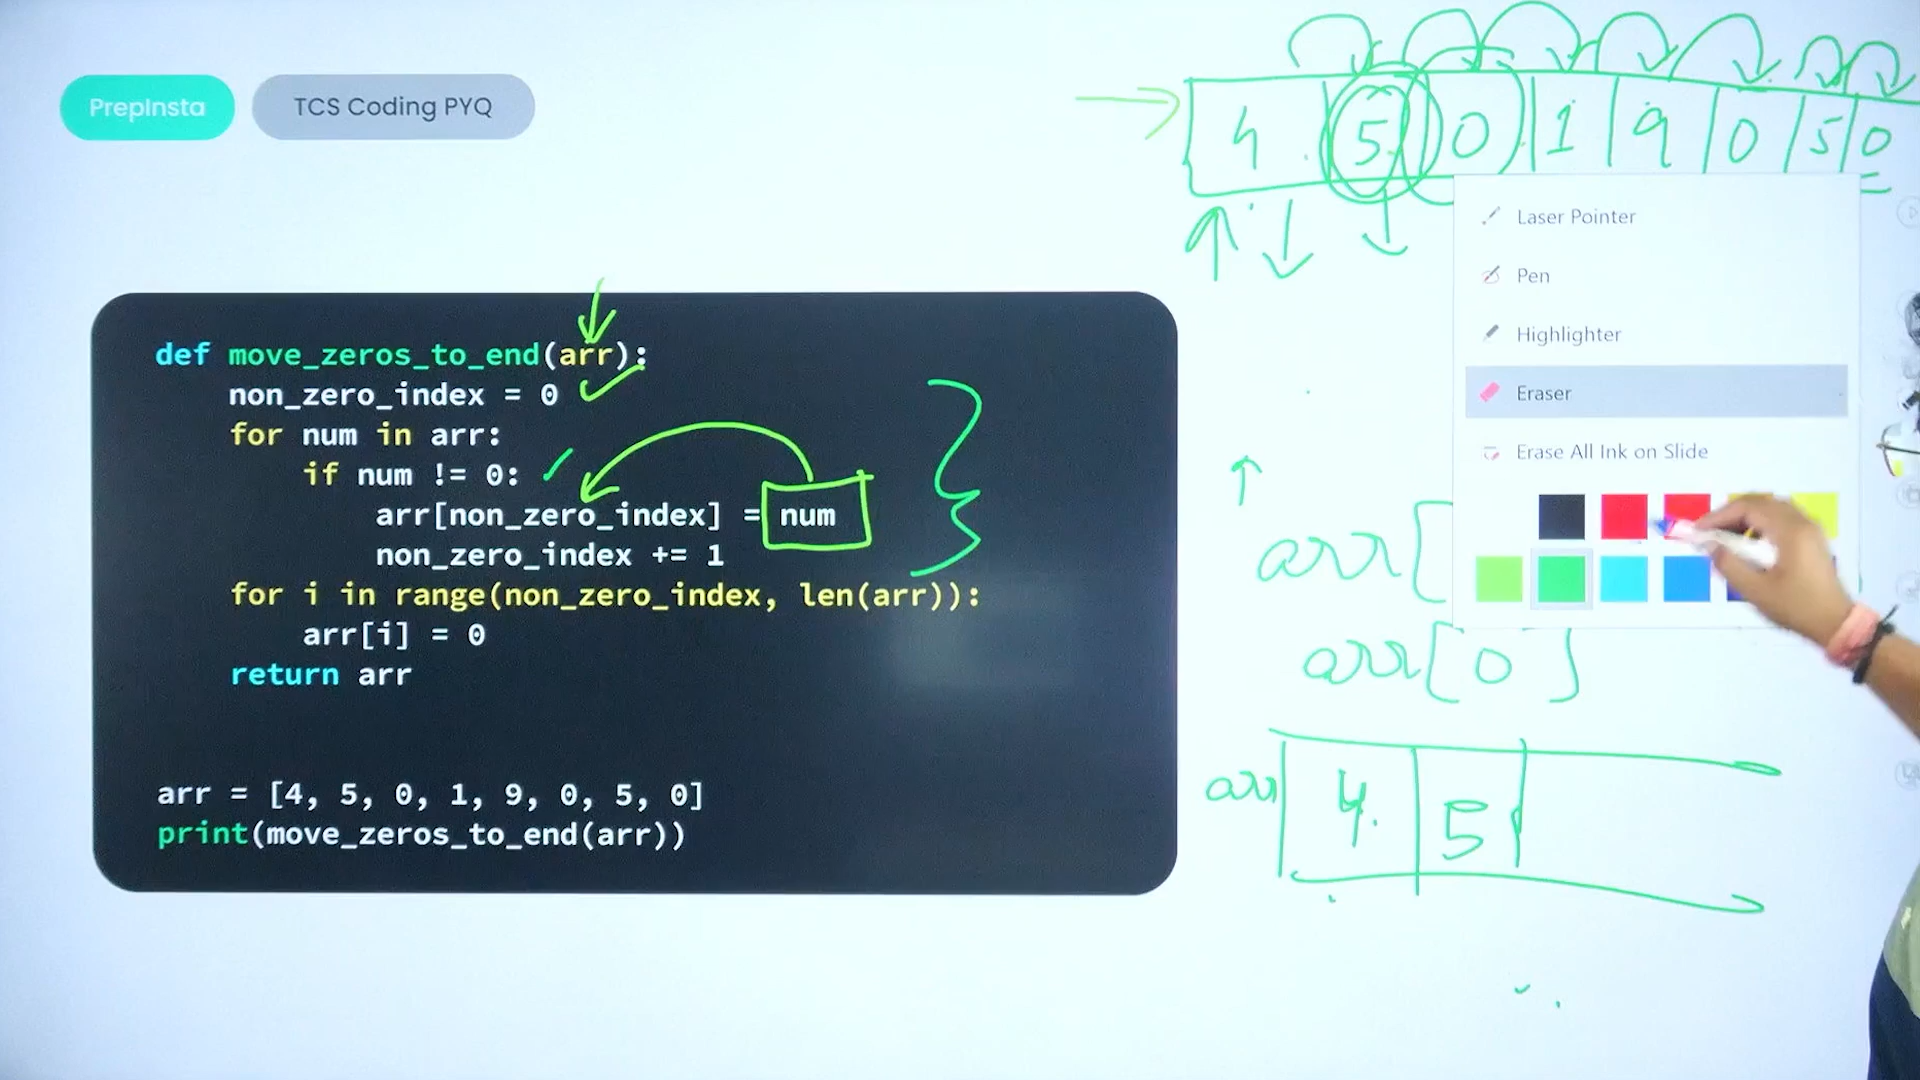 PrepInsta
TCS Coding PYQ
4 5 0 1 9 0 5 0
Laser Pointer
Pen
Highlighter
Eraser
Erase All Ink on Slide
def move_zeros_to_end(arr):
    non_zero_index = 0
    for num in arr:
        if num != 0:
            arr[non_zero_index] = num
            non_zero_index += 1
    for i in range(non_zero_index, len(arr)):
        arr[i] = 0
    return arr
arr = [4, 5, 0, 1, 9, 0, 5, 0]
print(move_zeros_to_end(arr))
arr[
arr[0]
arr 4 5